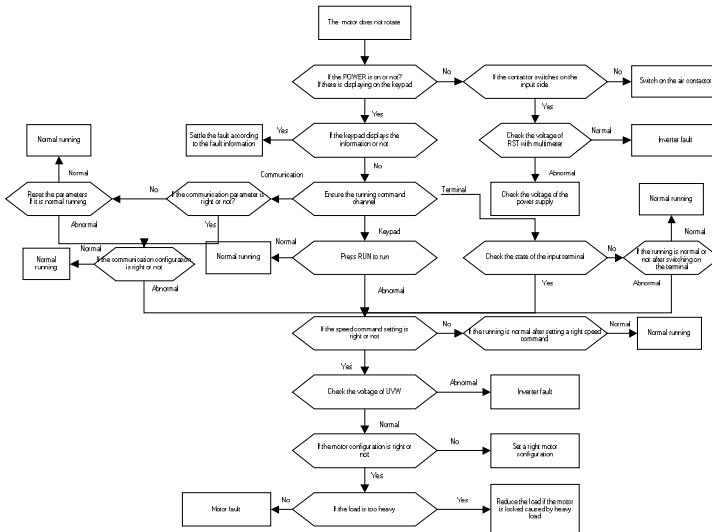 The motor does not rotate
If the POWER is on or not?
If there is displaying on the keypad
No
If the contactor switches on the
input side
No
Switch on the air contactor
Yes
Yes
Settle the fault according
to the fault information
Yes
If the keypad displays the
information or not
Check the voltage of
RST with multimeter
Normal
Inverter fault
Normal running
No
Abnormal
Normal
Communication
Check the voltage of the
power supply
Normal running
Reset the parameters
If it is normal running
No
If the communication parameter is
right or not?
Ensure the running command
channel
Terminal
Abnormal
Yes
Keypad
Normal
Normal
running
Normal
If the communication configuration
is right or not
Normal running
Normal
Press RUN to run
Check the state of the input terminal
No
If the running is normal or
not after switching on
the terminal
Abnormal
Abnormal
Yes
Abnormal
If the speed command setting is
right or not
No
If the running is normal after setting a right speed
command
Normal
Normal running
Yes
Check the voltage of UVW
Abnormal
Inverter fault
Normal
If the motor configuration is right or
not
No
Set a right motor
configuration
Yes
Motor fault
No
If the load is too heavy
Yes
Reduce the load if the motor
is locked caused by heavy
load